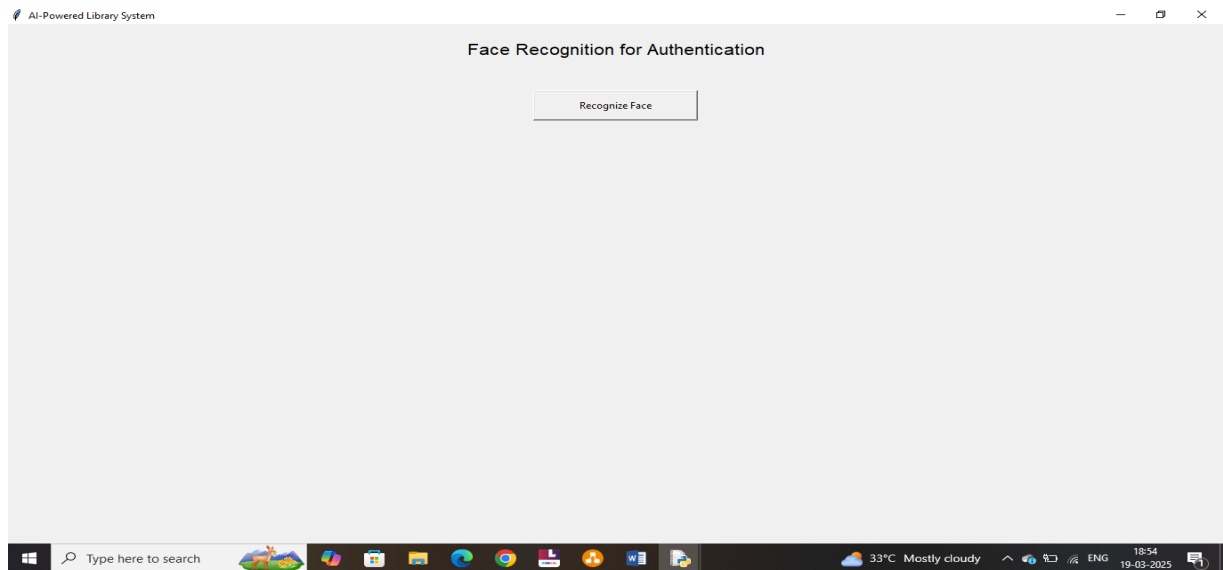 AI-Powered Library System
Face Recognition for Authentication
Recognize Face
Type here to search
33°C Mostly cloudy
ENG
18:54
19-03-2025